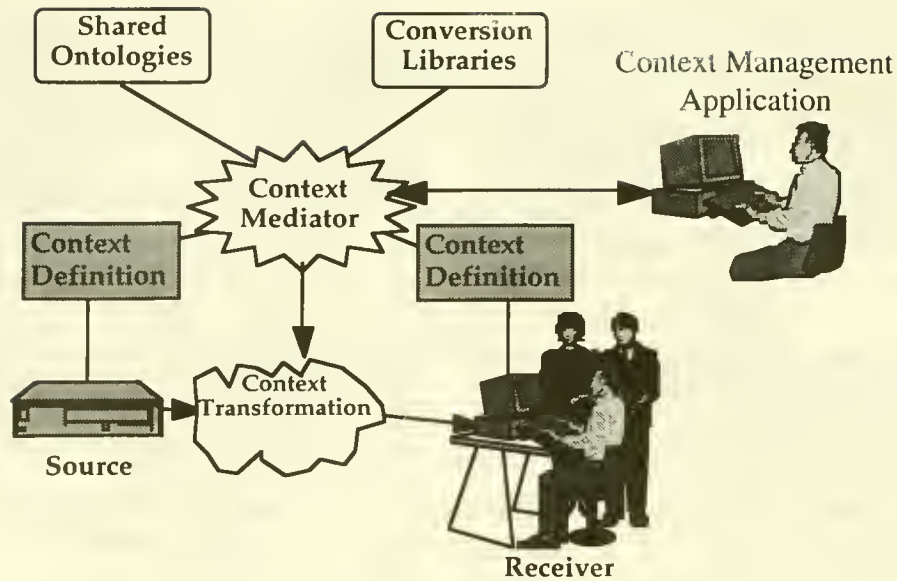 Shared
Ontologies
Conversion
Libraries
Context Management
Application
Context
Mediator
Context
Definition
Context
Definition
Context
Transformation
Source
Receiver